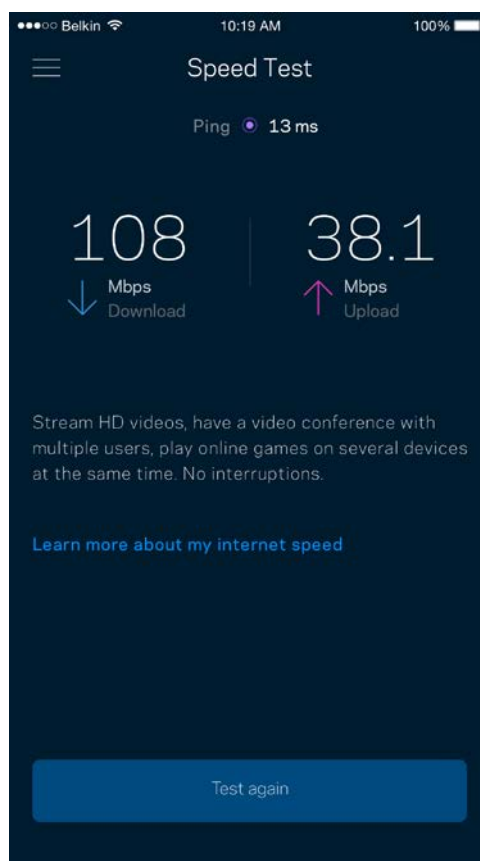 Belkin 10:19 AM 100%
Speed Test
Ping 13 ms
108 38.1
Mbps Mbps
Download Upload
Stream HD videos, have a video conference with
multiple users, play online games on several devices
at the same time. No interruptions.
Learn more about my internet speed
Test again